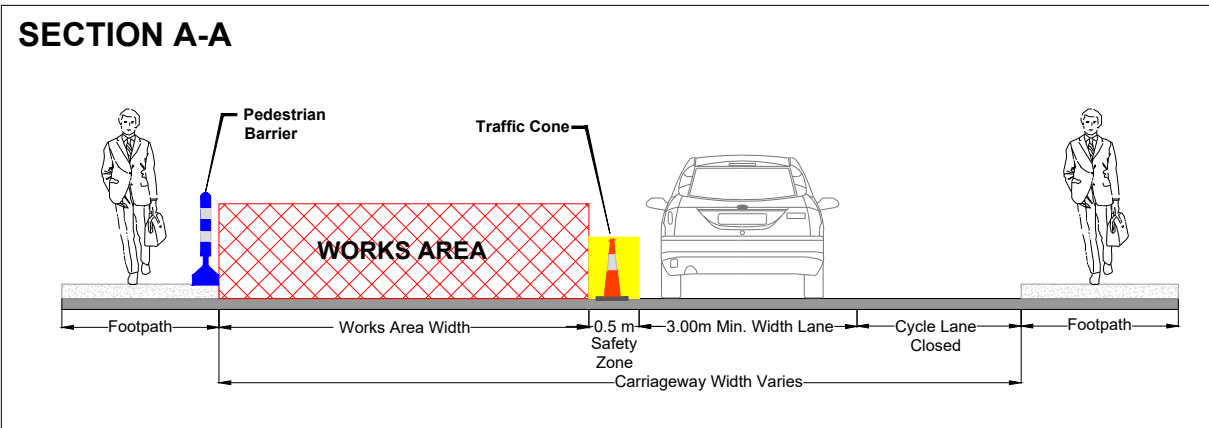 SECTION A-A
Pedestrian
Barrier
Traffic Cone
WORKS AREA
Footpath
Works Area Width
0.5 m
Safety
Zone
3.00m Min. Width Lane
Cycle Lane
Closed
Footpath
Carriageway Width Varies